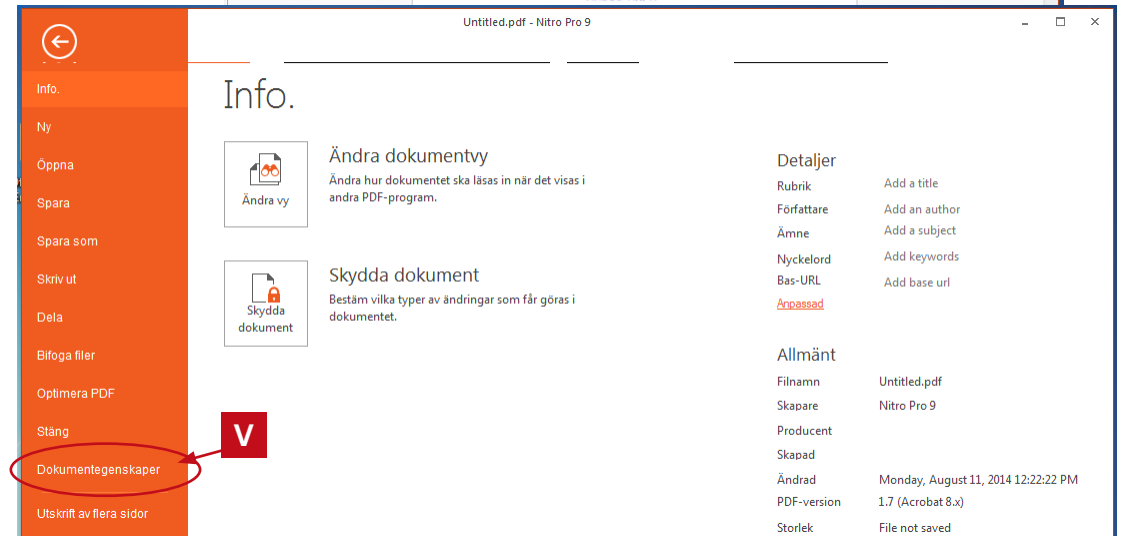 Untitled.pdf - Nitro Pro 9
Info.
Ny
Öppna
Spara
Spara som
Skriv ut
Dela
Bifoga filer
Optimera PDF
Stäng
Dokumentegenskaper
Utskrift av flera sidor
V
Info.
Ändra vy
Ändra dokumentvy
Ändra hur dokumentet ska läsas in när det visas i
andra PDF-program.
Skydda
dokument
Skydda dokument
Bestäm vilka typer av ändringar som får göras i
dokumentet.
Detaljer
Rubrik Add a title
Författare Add an author
Ämne Add a subject
Nyckelord Add keywords
Bas-URL Add base url
Anpassad
Allmänt
Filnamn Untitled.pdf
Skapare Nitro Pro 9
Producent
Skapad
Ändrad Monday, August 11, 2014 12:22:22 PM
PDF-version 1.7 (Acrobat 8.x)
Storlek File not saved